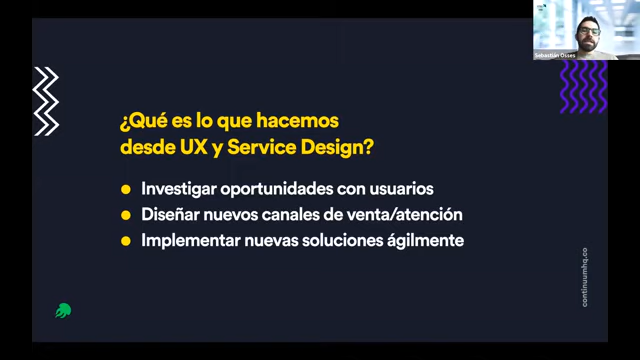 Sebastián Osses
¿Qué es lo que hacemos
desde UX y Service Design?
Investigar oportunidades con usuarios
Diseñar nuevos canales de venta/atención
Implementar nuevas soluciones ágilmente
continuumhq.co